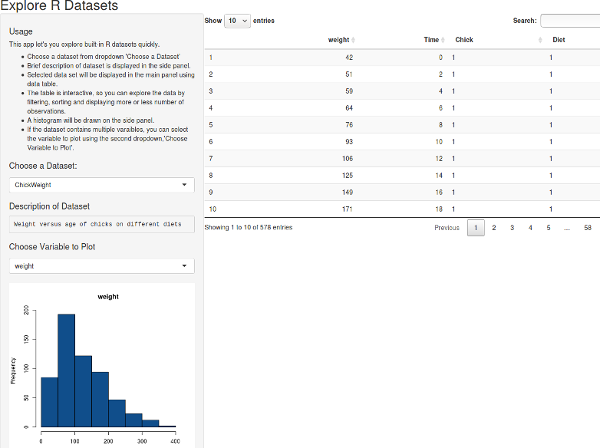 Explore R Datasets
Usage
This app let's you explore built-in R datasets quickly.
Choose a dataset from dropdown 'Choose a Dataset'
Brief description of dataset is displayed in the side panel.
Selected data set will be displayed in the main panel using
data table.
The table is interactive, so you can explore the data by
filtering, sorting and displaying more or less number of
observations.
A histogram will be drawn on the side panel.
If the dataset contains multiple varaibles, you can select
the variable to plot using the second dropdown,'Choose
Variable to Plot'.
Choose a Dataset:
ChickWeight
Description of Dataset
Weight versus age of chicks on different diets
Choose Variable to Plot
weight
weight
Frequency
200
150
100
50
0
0 100 200 300 400
Show 10 entries Search:
weight Time Chick Diet
1 42 0 1 1
2 51 2 1 1
3 59 4 1 1
4 64 6 1 1
5 76 8 1 1
6 93 10 1 1
7 106 12 1 1
8 125 14 1 1
9 149 16 1 1
10 171 18 1 1
Showing 1 to 10 of 578 entries Previous 1 2 3 4 5 ... 58